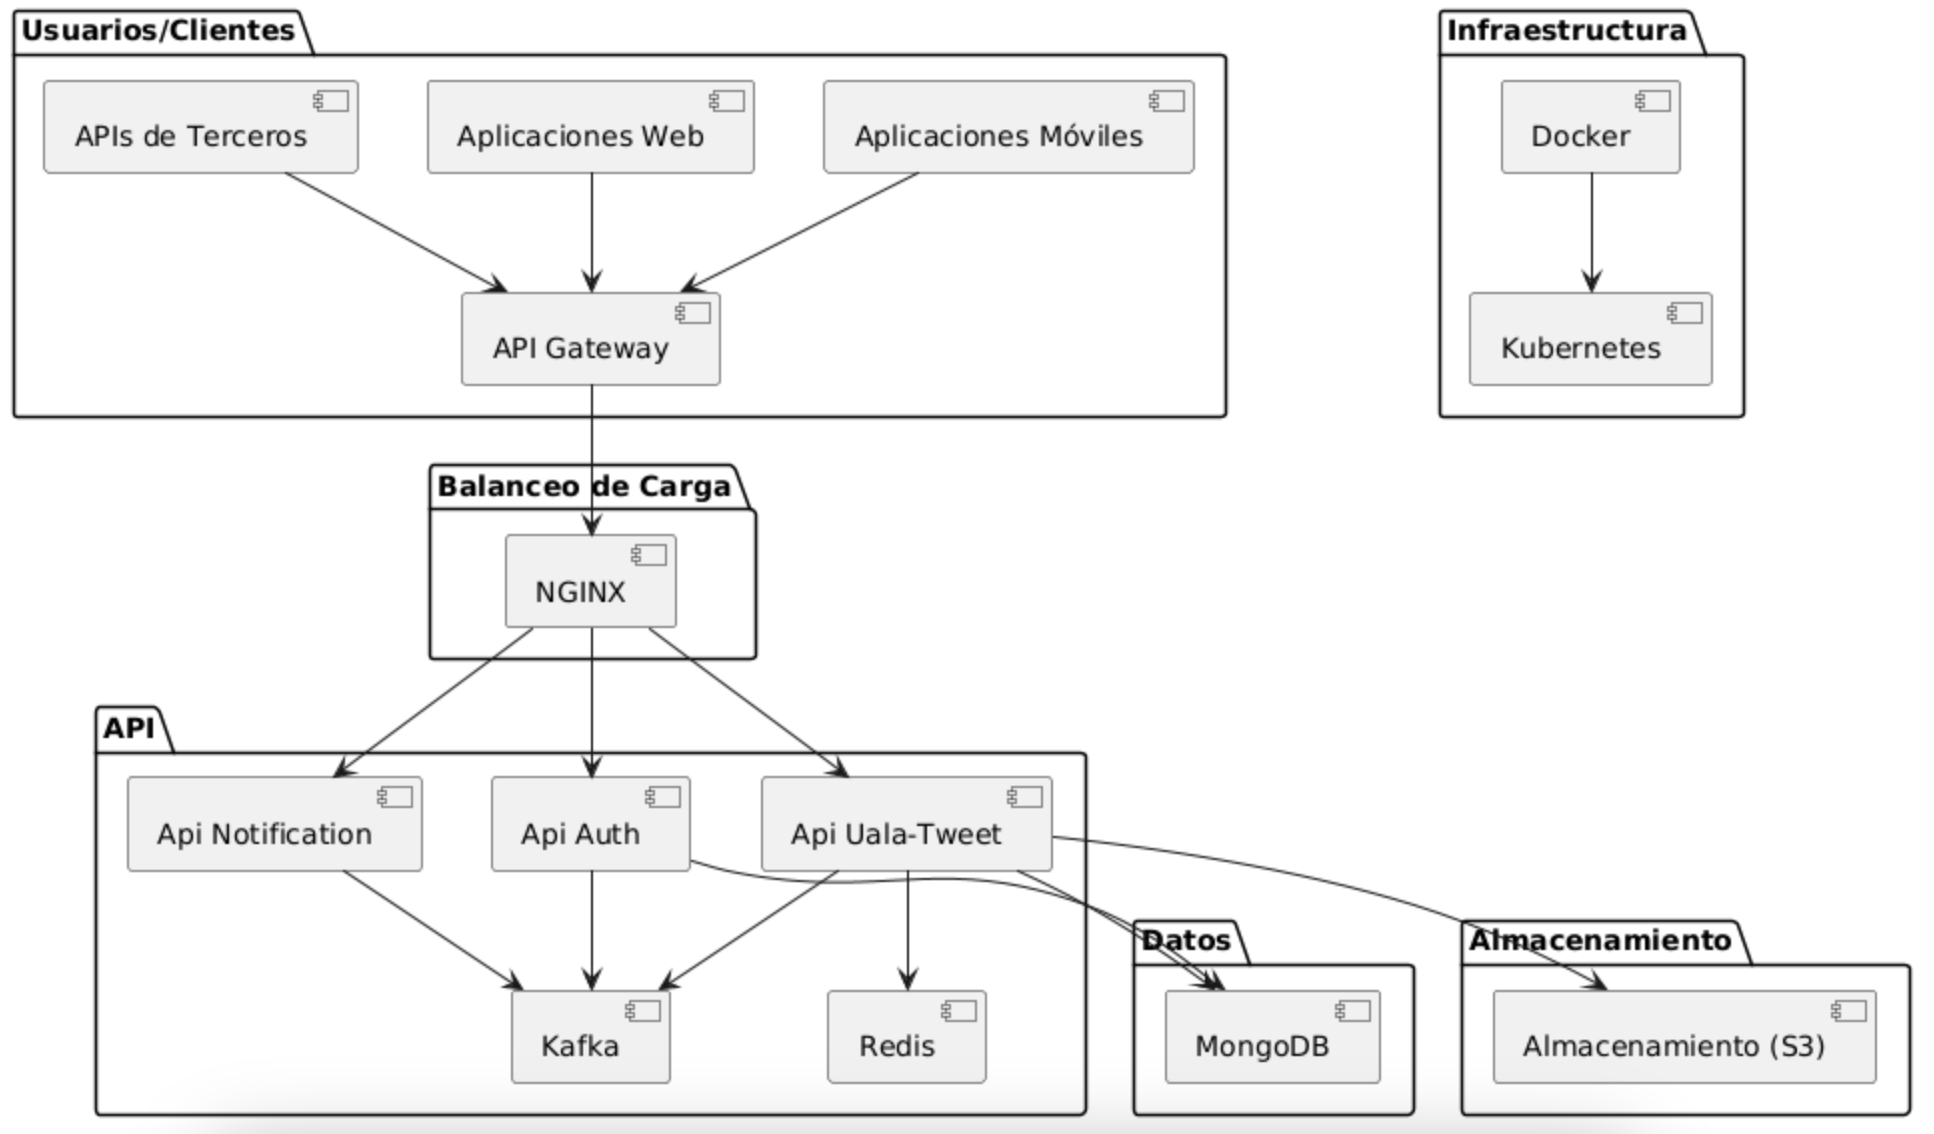 Usuarios/Clientes
Infraestructura
APIs de Terceros
Aplicaciones Web
Aplicaciones Móviles
Docker
API Gateway
Kubernetes
Balanceo de Carga
NGINX
API
Api Notification
Api Auth
Api Uala-Tweet
Datos
Almacenamiento
Kafka
Redis
MongoDB
Almacenamiento (S3)